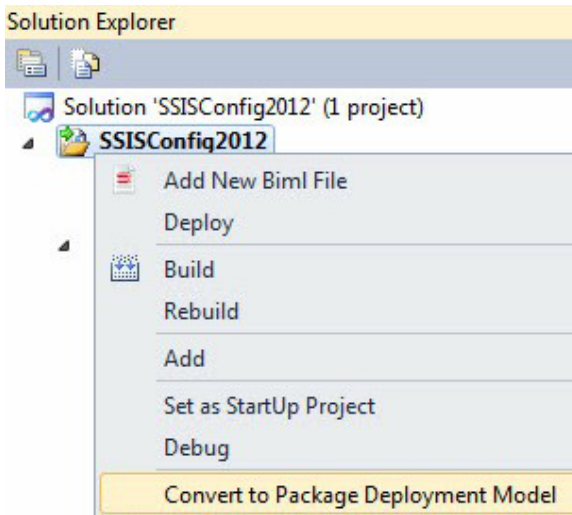 Solution Explorer
Solution 'SSISConfig2012' (1 project)
SSISConfig2012
Add New Biml File
Deploy
Build
Rebuild
Add
Set as StartUp Project
Debug
Convert to Package Deployment Model